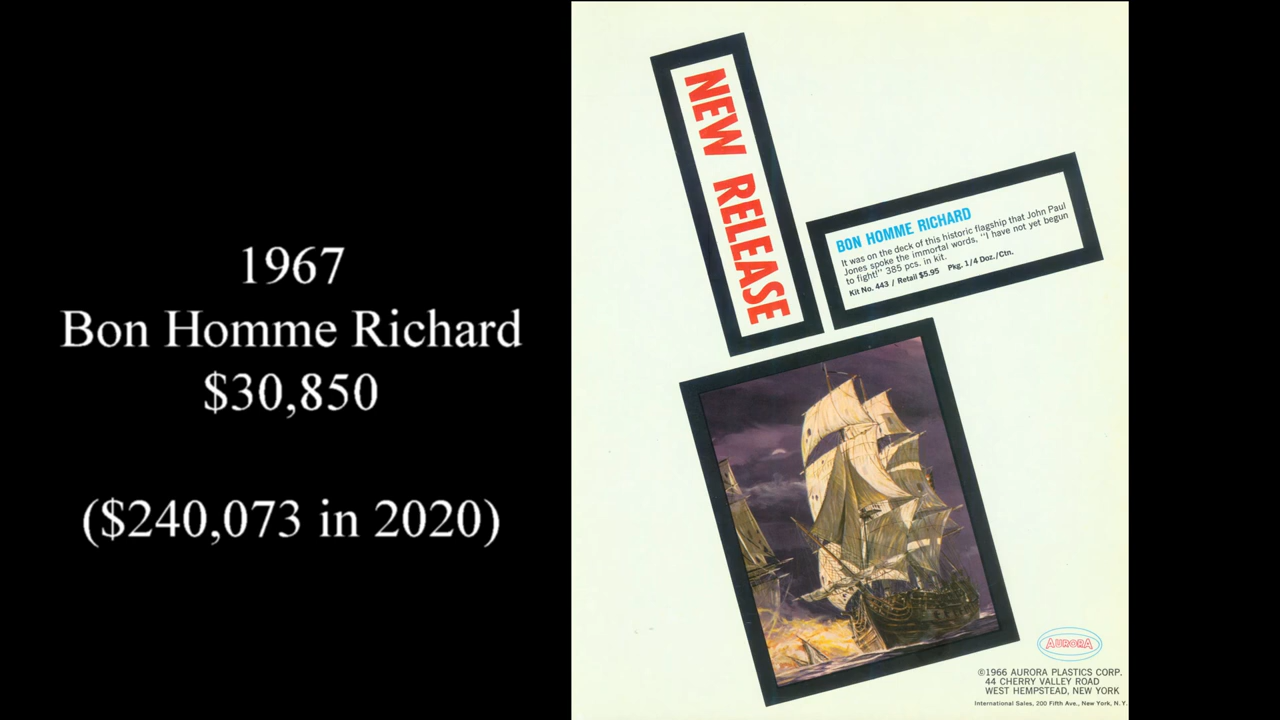 1967
Bon Homme Richard
$30,850
($240,073 in 2020)
NEW RELEASE
BON HOMME RICHARD
It was on the deck of this historic flagship that John Paul
Jones spoke the immortal words, "I have not yet begun
to fight!" 385 pcs. in kit.
Kit No. 443 / Retail $5.95 Pkg. 1/4 Doz./Ctn.
AURORA
©1966 AURORA PLASTICS CORP.
44 CHERRY VALLEY ROAD
WEST HEMPSTEAD, NEW YORK
International Sales, 200 Fifth Ave., New York, N.Y.